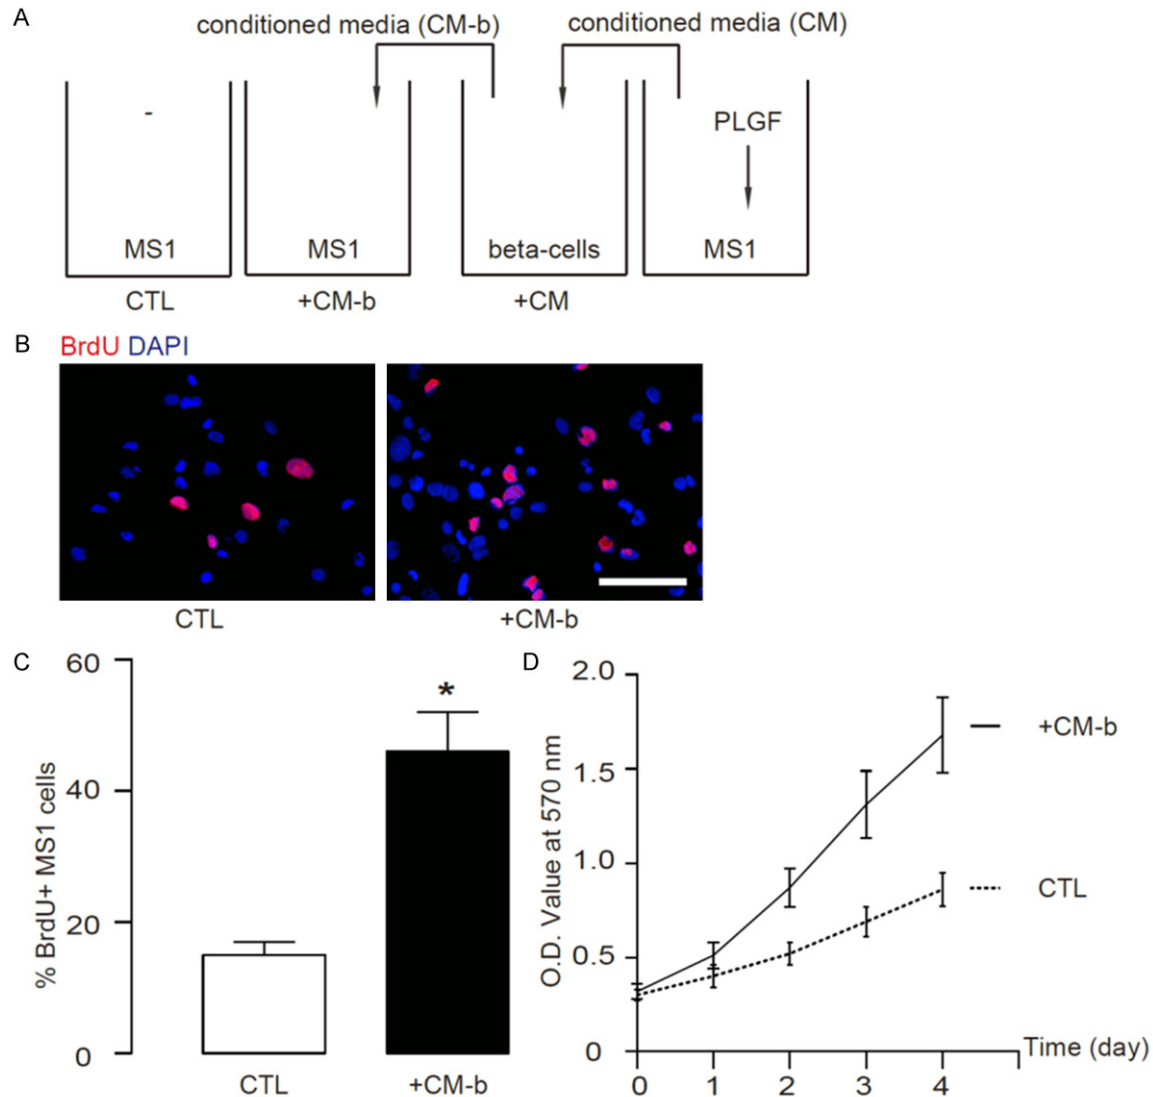 A
conditioned media (CM-b)
conditioned media (CM)
-
PLGF
MS1
MS1
beta-cells
MS1
CTL
+CM-b
+CM
B
BrdU DAPI
CTL
+CM-b
C
% BrdU+ MS1 cells
60
40
20
0
*
CTL
+CM-b
D
O.D. Value at 570 nm
2.0
1.5
1.0
0.5
0
+CM-b
CTL
Time (day)
0 1 2 3 4